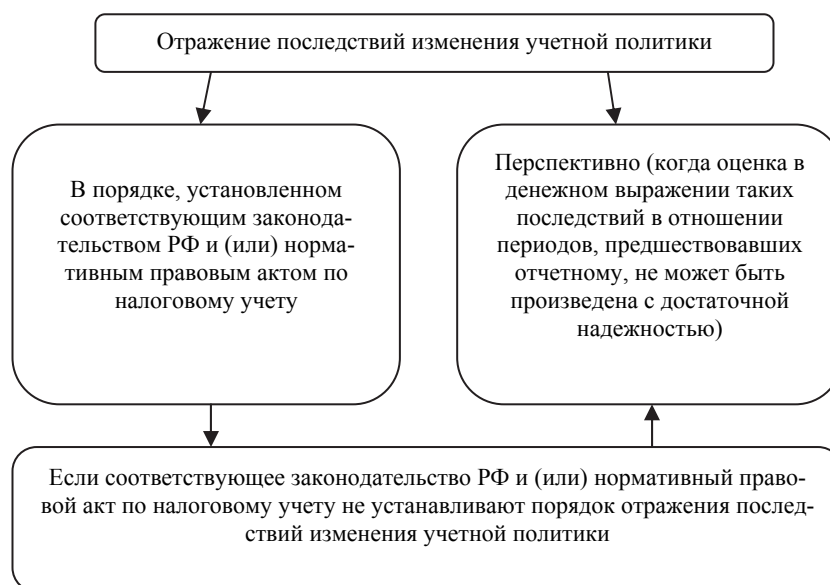 Отражение последствий изменения учетной политики
В порядке, установленном
соответствующим законода-
тельством РФ и (или) норма-
тивным правовым актом по
налоговому учету
Перспективно (когда оценка в
денежном выражении таких
последствий в отношении
периодов, предшествовавших
отчетному, не может быть
произведена с достаточной
надежностью)
Если соответствующее законодательство РФ и (или) нормативный право-
вой акт по налоговому учету не устанавливают порядок отражения послед-
ствий изменения учетной политики